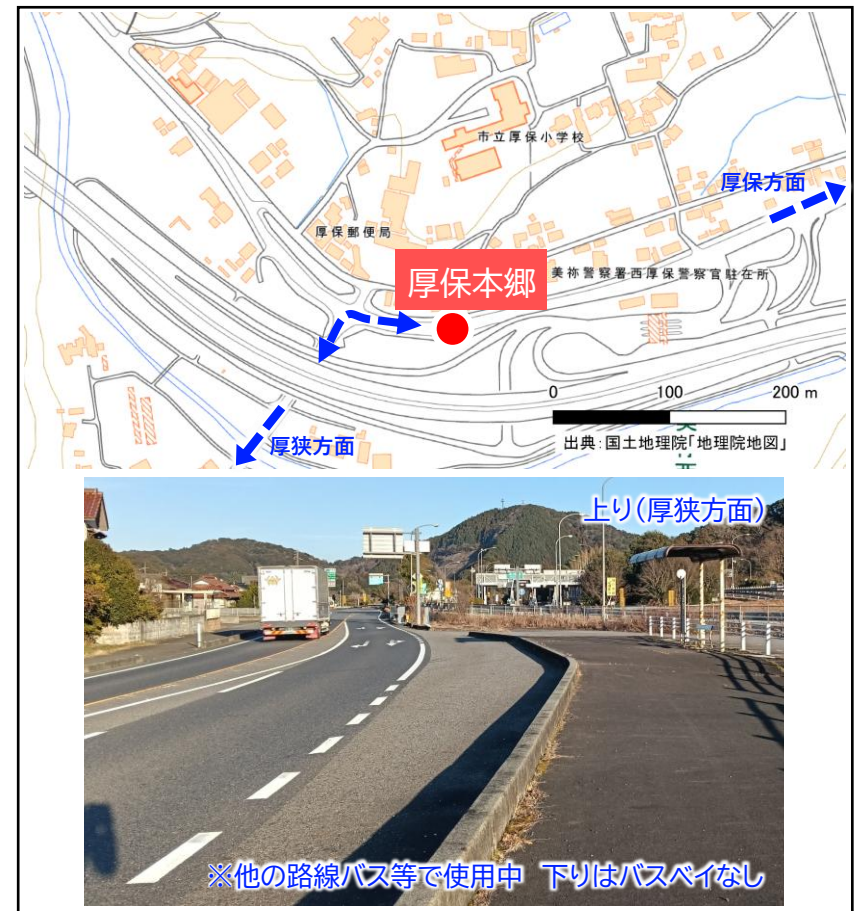 市立厚保小学校
厚保方面
厚保郵便局
美祢警察署西厚保警察官駐在所
厚保本郷
0 100 200 m
出典:国土地理院「地理院地図」
厚狭方面
上り(厚狭方面)
※他の路線バス等で使用中 下りはバスベイなし